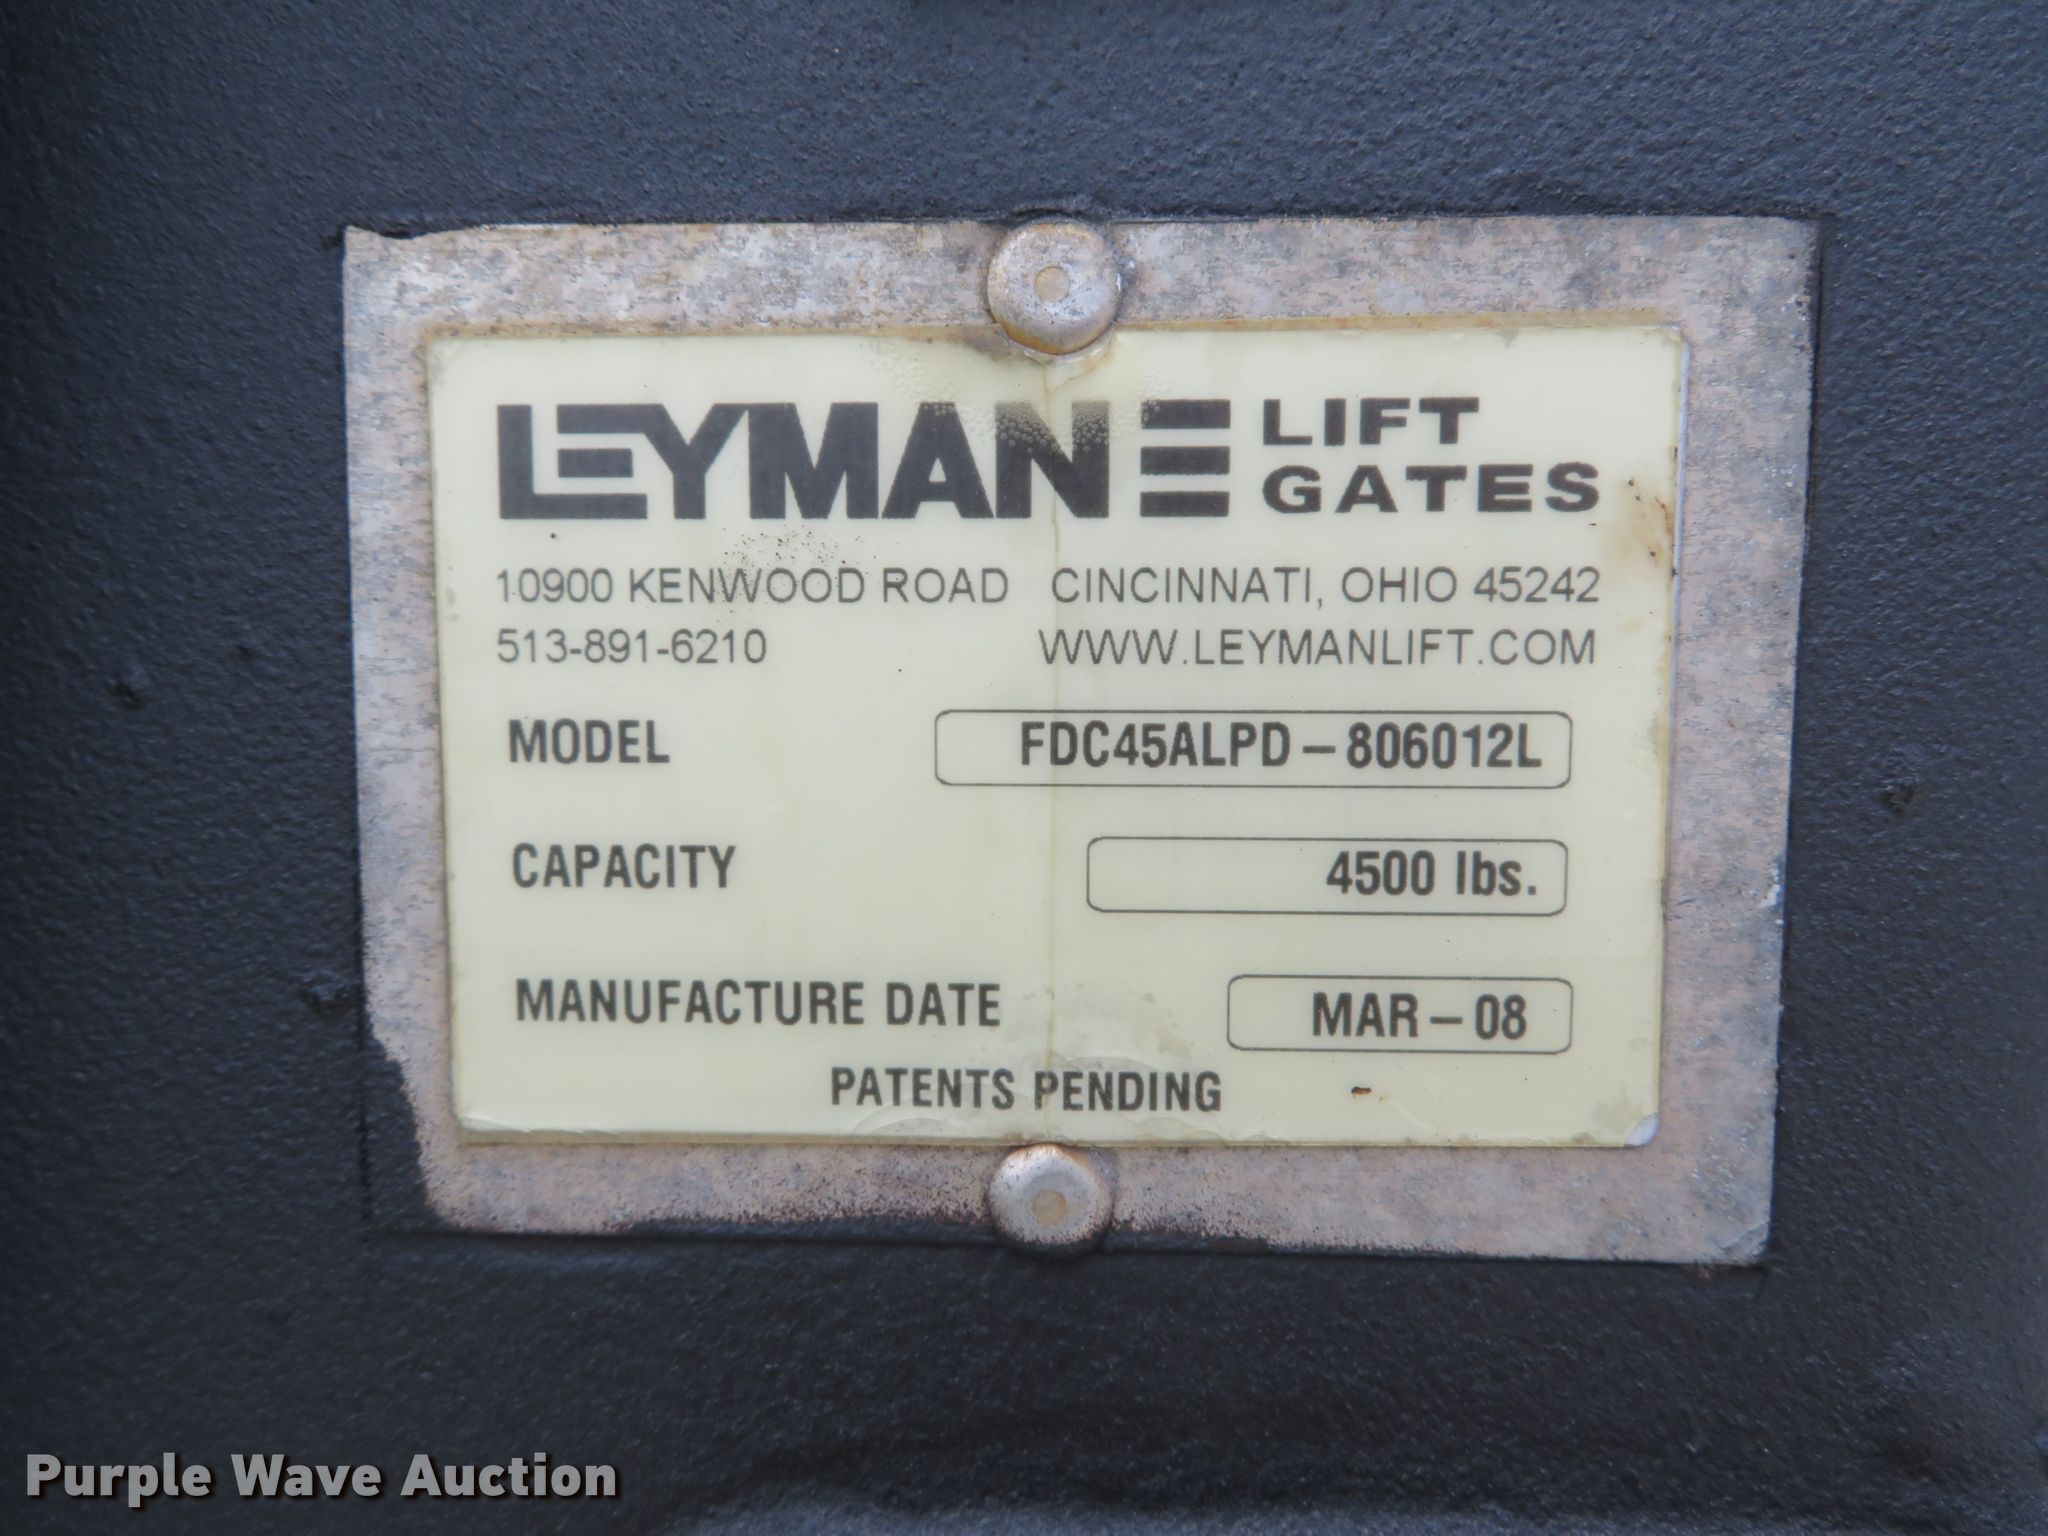 LEYMAN LIFT GATES
10900 KENWOOD ROAD CINCINNATI, OHIO 45242
513-891-6210 WWW.LEYMANLIFT.COM
MODEL FDC45ALPD-806012L
CAPACITY 4500 lbs.
MANUFACTURE DATE MAR-08
PATENTS PENDING
Purple Wave Auction